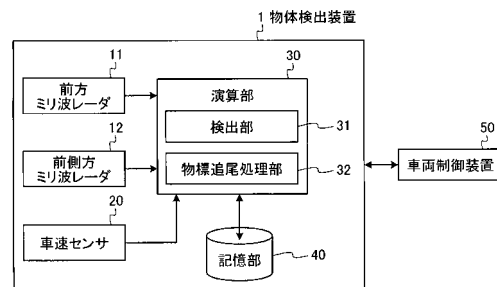 1 物体検出装置
11
前方
ミリ波レーダ
12
前側方
ミリ波レーダ
20
車速センサ
30
演算部
検出部
31
物標追尾処理部
32
記憶部
40
50
車両制御装置